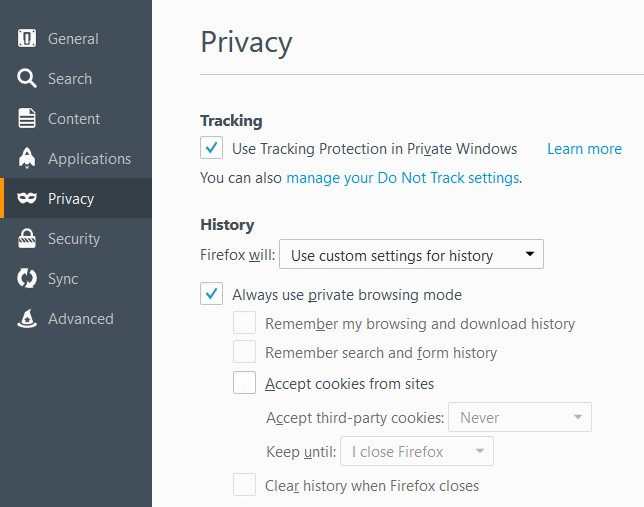 General
Search
Content
Applications
Privacy
Security
Sync
Advanced
Privacy
Tracking
Use Tracking Protection in Private Windows Learn more
You can also manage your Do Not Track settings.
History
Firefox will: Use custom settings for history
Always use private browsing mode
Remember my browsing and download history
Remember search and form history
Accept cookies from sites
Accept third-party cookies: Never
Keep until: I close Firefox
Clear history when Firefox closes